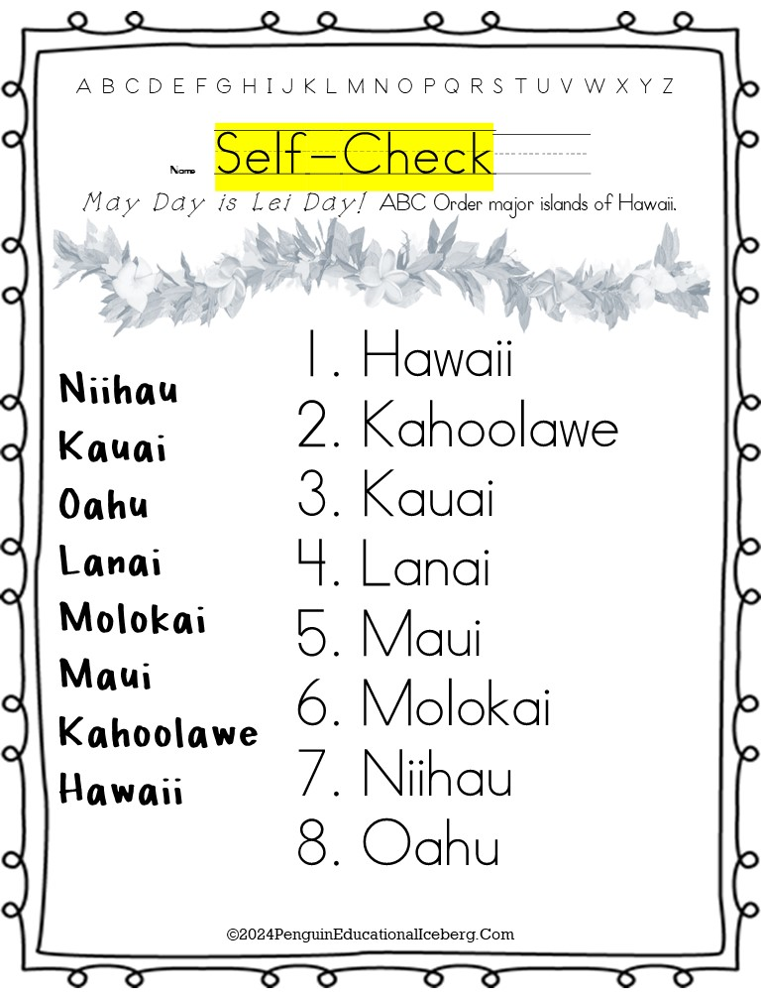 A B C D E F G H I J K L M N O P Q R S T U V W X Y Z
Name Self-Check
May Day is Lei Day! ABC Order major islands of Hawaii.
Niihau
Kauai
Oahu
Lanai
Molokai
Maui
Kahoolawe
Hawaii
1. Hawaii
2. Kahoolawe
3. Kauai
4. Lanai
5. Maui
6. Molokai
7. Niihau
8. Oahu
©2024PenguinEducationalIceberg.Com